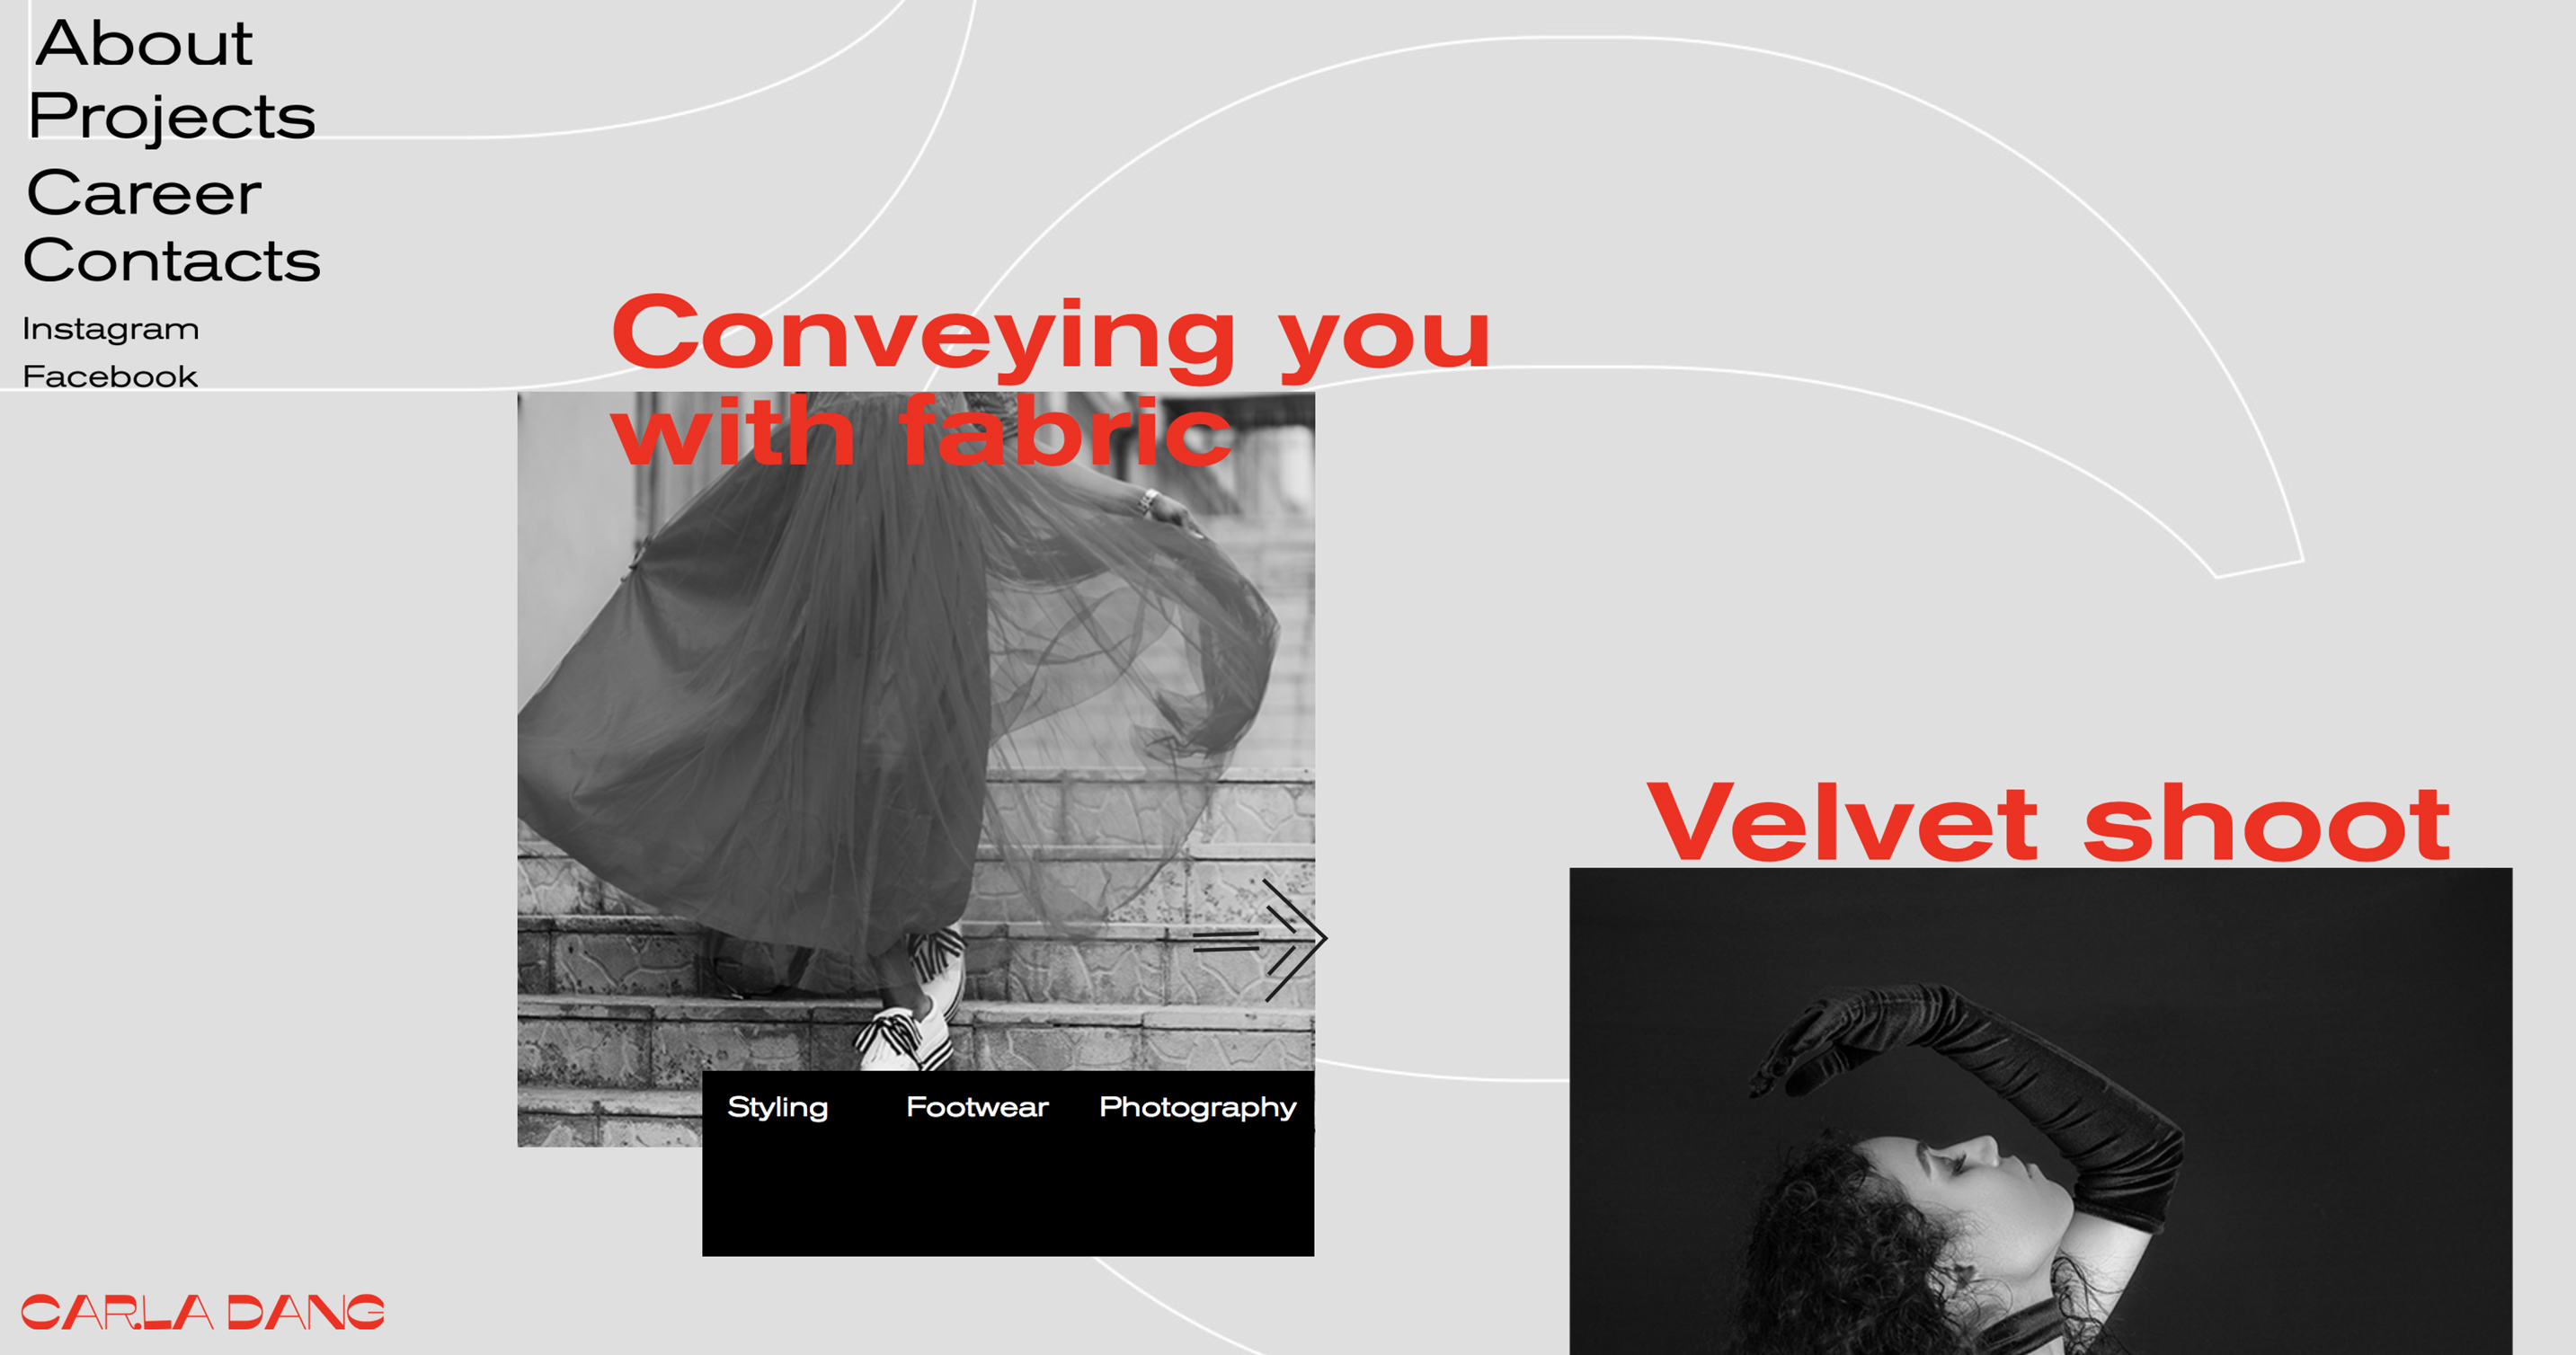 About
Projects
Career
Contacts
Instagram
Facebook
Conveying you
with fabric
Styling Footwear Photography
Velvet shoot
CARLA DANG